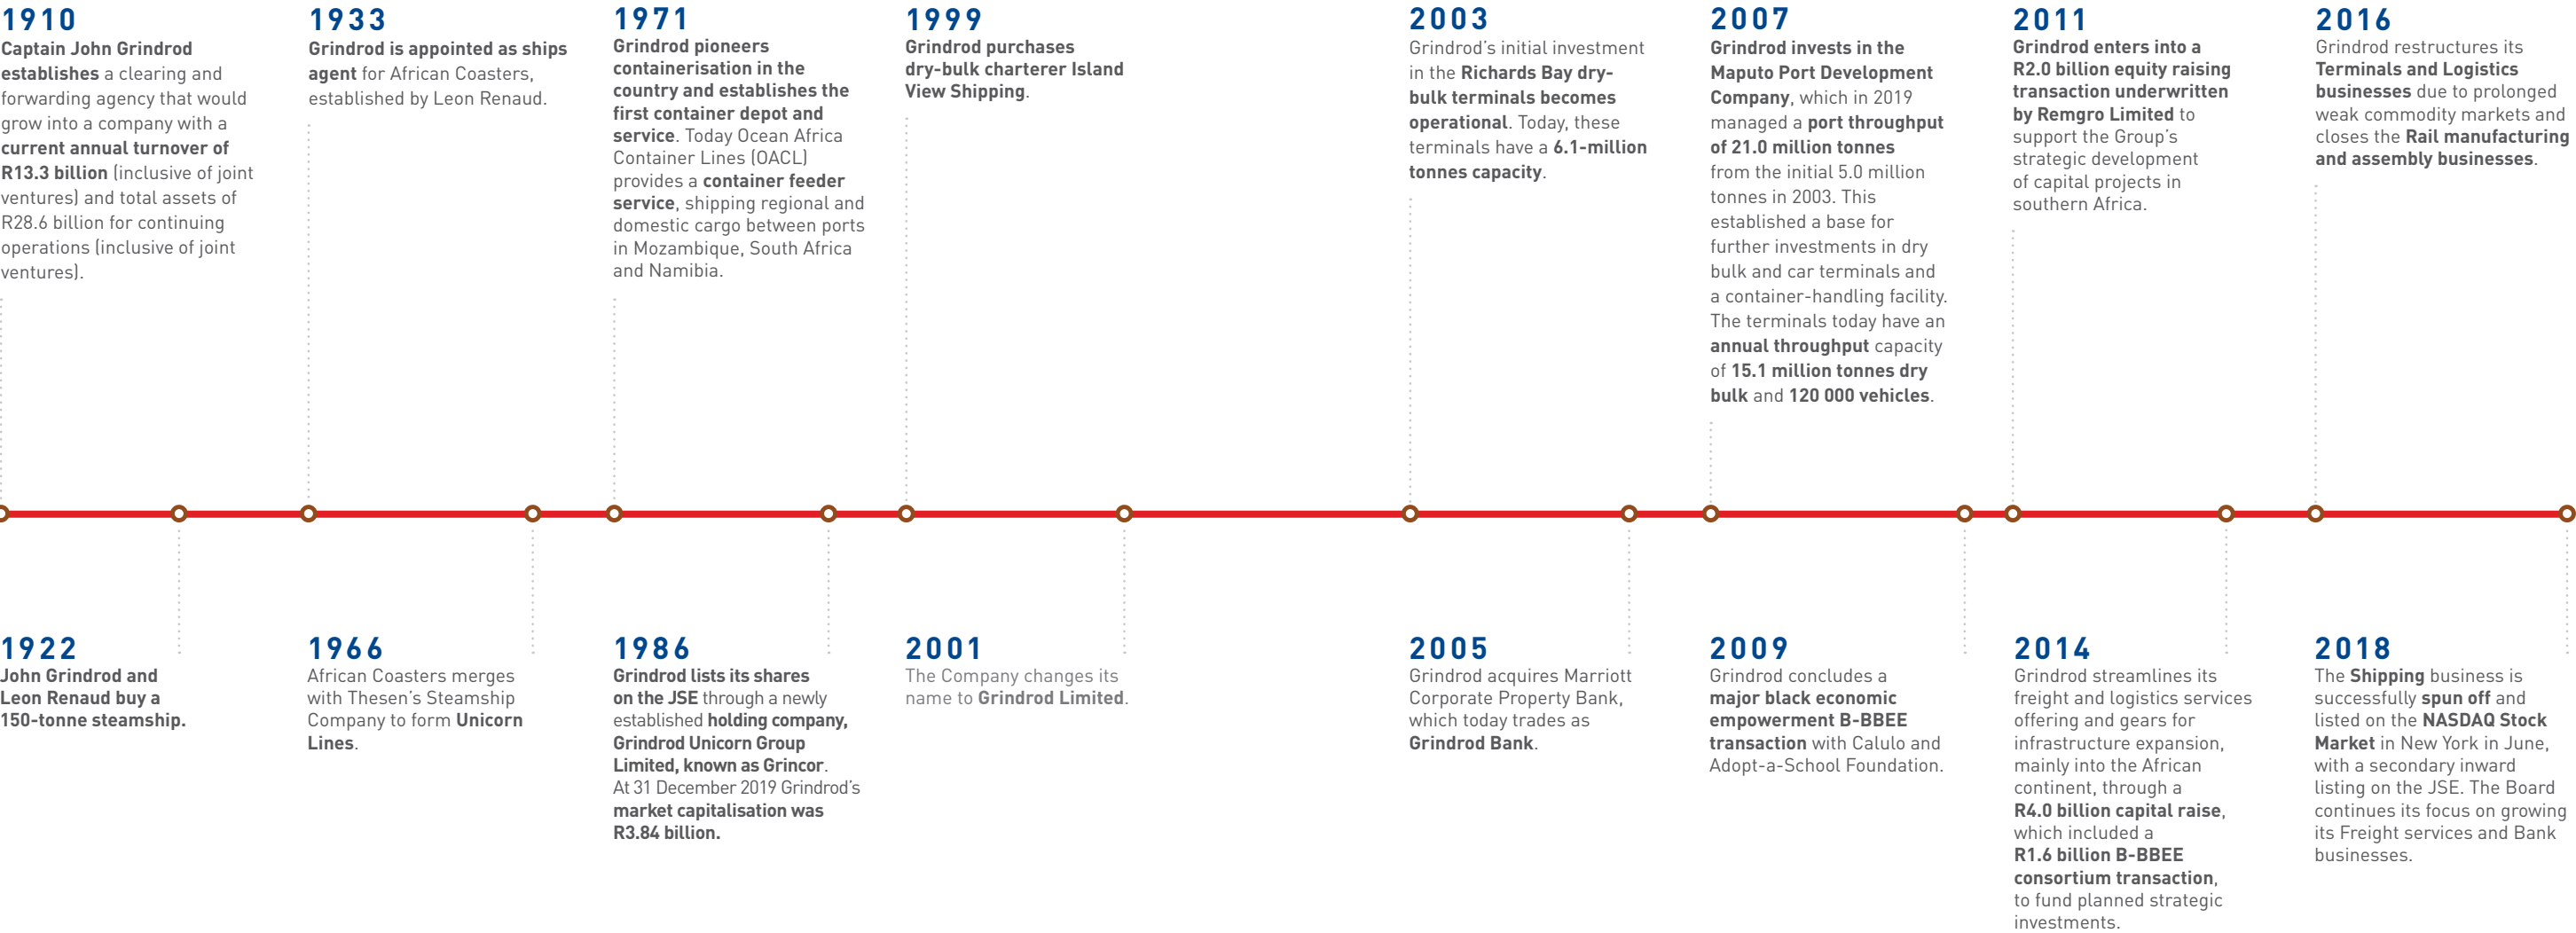 1910
Captain John Grindrod
establishes a clearing and
forwarding agency that would
grow into a company with a
current annual turnover of
R13.3 billion (inclusive of joint
ventures) and total assets of
R28.6 billion for continuing
operations (inclusive of joint
ventures).
1933
Grindrod is appointed as ships
agent for African Coasters,
established by Leon Renaud.
1971
Grindrod pioneers
containerisation in the
country and establishes the
first container depot and
service. Today Ocean Africa
Container Lines (OACL)
provides a container feeder
service, shipping regional and
domestic cargo between ports
in Mozambique, South Africa
and Namibia.
1999
Grindrod purchases
dry-bulk charterer Island
View Shipping.
2003
Grindrod's initial investment
in the Richards Bay dry-
bulk terminals becomes
operational. Today, these
terminals have a 6.1-million
tonnes capacity.
2007
Grindrod invests in the
Maputo Port Development
Company, which in 2019
managed a port throughput
of 21.0 million tonnes
from the initial 5.0 million
tonnes in 2003. This
established a base for
further investments in dry
bulk and car terminals and
a container-handling facility.
The terminals today have an
annual throughput capacity
of 15.1 million tonnes dry
bulk and 120 000 vehicles.
2011
Grindrod enters into a
R2.0 billion equity raising
transaction underwritten
by Remgro Limited to
support the Group's
strategic development
of capital projects in
southern Africa.
2016
Grindrod restructures its
Terminals and Logistics
businesses due to prolonged
weak commodity markets and
closes the Rail manufacturing
and assembly businesses.
1922
John Grindrod and
Leon Renaud buy a
150-tonne steamship.
1966
African Coasters merges
with Thesen's Steamship
Company to form Unicorn
Lines.
1986
Grindrod lists its shares
on the JSE through a newly
established holding company,
Grindrod Unicorn Group
Limited, known as Grincor.
At 31 December 2019 Grindrod's
market capitalisation was
R3.84 billion.
2001
The Company changes its
name to Grindrod Limited.
2005
Grindrod acquires Marriott
Corporate Property Bank,
which today trades as
Grindrod Bank.
2009
Grindrod concludes a
major black economic
empowerment B-BBEE
transaction with Calulo and
Adopt-a-School Foundation.
2014
Grindrod streamlines its
freight and logistics services
offering and gears for
infrastructure expansion,
mainly into the African
continent, through a
R4.0 billion capital raise,
which included a
R1.6 billion B-BBEE
consortium transaction,
to fund planned strategic
investments.
2018
The Shipping business is
successfully spun off and
listed on the NASDAQ Stock
Market in New York in June,
with a secondary inward
listing on the JSE. The Board
continues its focus on growing
its Freight services and Bank
businesses.